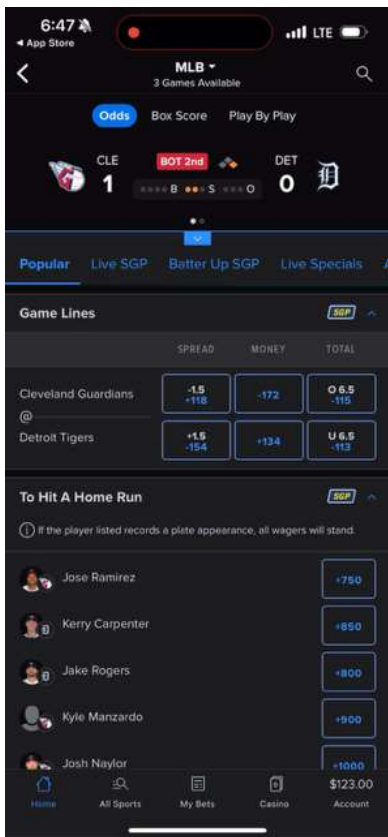 6:47
◄ App Store
LTE
MLB
3 Games Available
Odds Box Score Play By Play
CLE
1
BOT 2nd
B S O
DET
0
Popular Live SGP Batter Up SGP Live Specials
Game Lines SGP
SPREAD MONEY TOTAL
Cleveland Guardians -1.5 +118 -172 O 6.5 -115
@
Detroit Tigers +1.5 -154 +134 U 6.5 -113
To Hit A Home Run SGP
If the player listed records a plate appearance, all wagers will stand.
Jose Ramirez +750
Kerry Carpenter +850
Jake Rogers +800
Kyle Manzardo +900
Josh Naylor +1000
Home All Sports My Bets Casino $123.00 Account